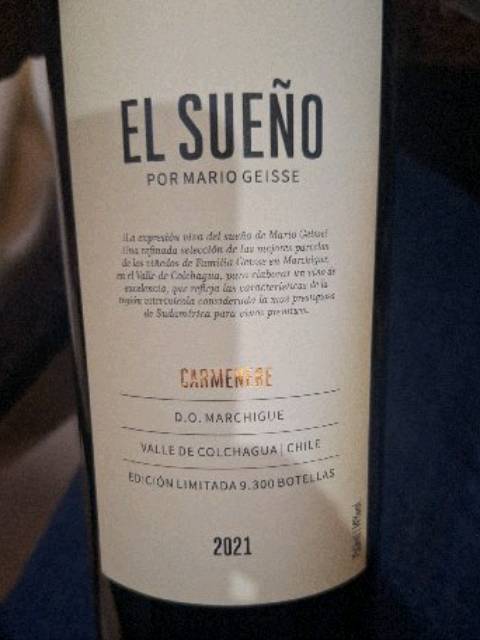 EL SUEÑO
POR MARIO GEISSE
¡La expresión viva del sueño de Mario Geisse!
Una refinada selección de las mejores parcelas
de los viñedos de Familia Geisse en Marchigue,
en el Valle de Colchagua, para elaborar un vino de
excelencia, que refleja las características de la
región vitivinícola considerada la más prestigiosa
de Sudamérica para vinos premium.
CARMENERE
D.O. MARCHIGUE
VALLE DE COLCHAGUA | CHILE
EDICIÓN LIMITADA 9.300 BOTELLAS
2021